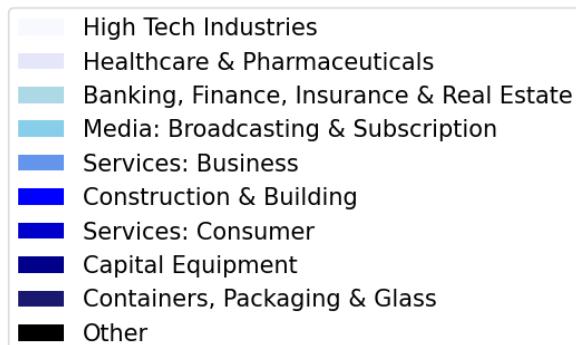 High Tech Industries
Healthcare & Pharmaceuticals
Banking, Finance, Insurance & Real Estate
Media: Broadcasting & Subscription
Services: Business
Construction & Building
Services: Consumer
Capital Equipment
Containers, Packaging & Glass
Other